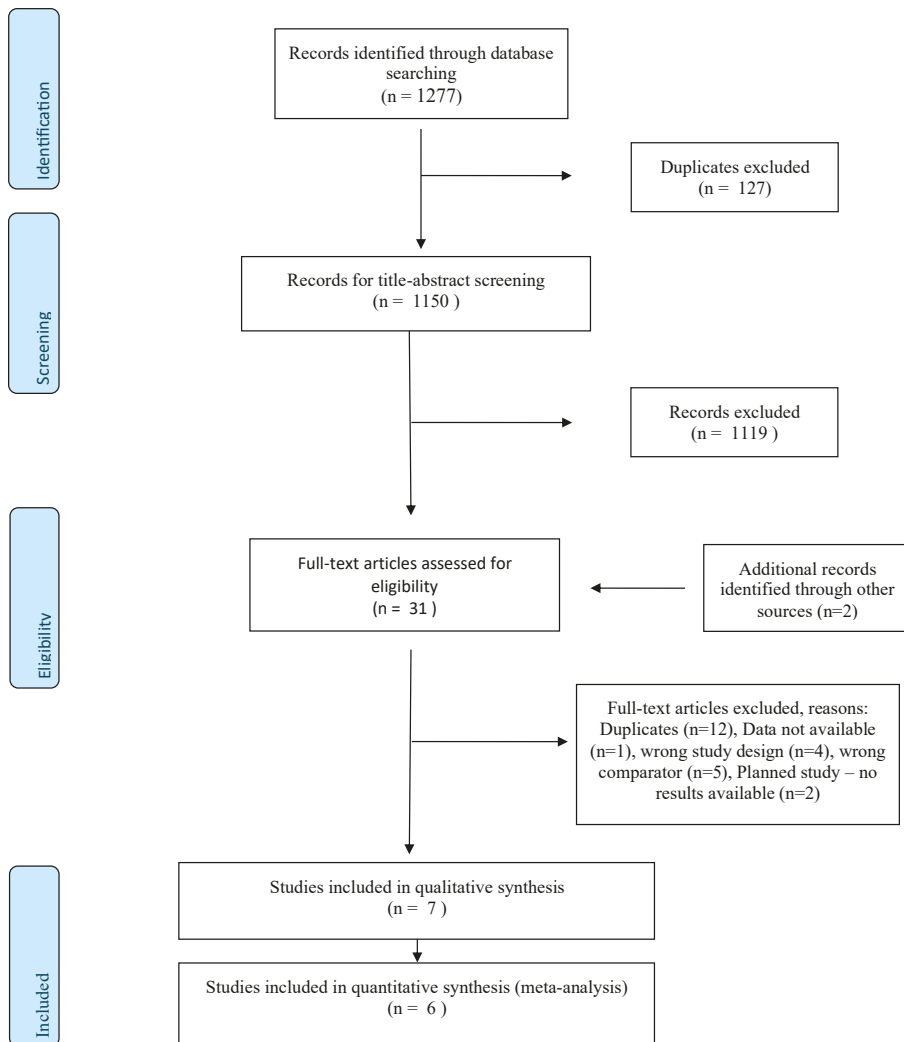 Identification
Records identified through database
searching
(n = 1277)
Duplicates excluded
(n = 127)
Screening
Records for title-abstract screening
(n = 1150 )
Records excluded
(n = 1119 )
Eligibility
Full-text articles assessed for
eligibility
(n = 31 )
Additional records
identified through other
sources (n=2)
Full-text articles excluded, reasons:
Duplicates (n=12), Data not available
(n=1), wrong study design (n=4), wrong
comparator (n=5), Planned study – no
results available (n=2)
Included
Studies included in qualitative synthesis
(n = 7 )
Studies included in quantitative synthesis (meta-analysis)
(n = 6 )